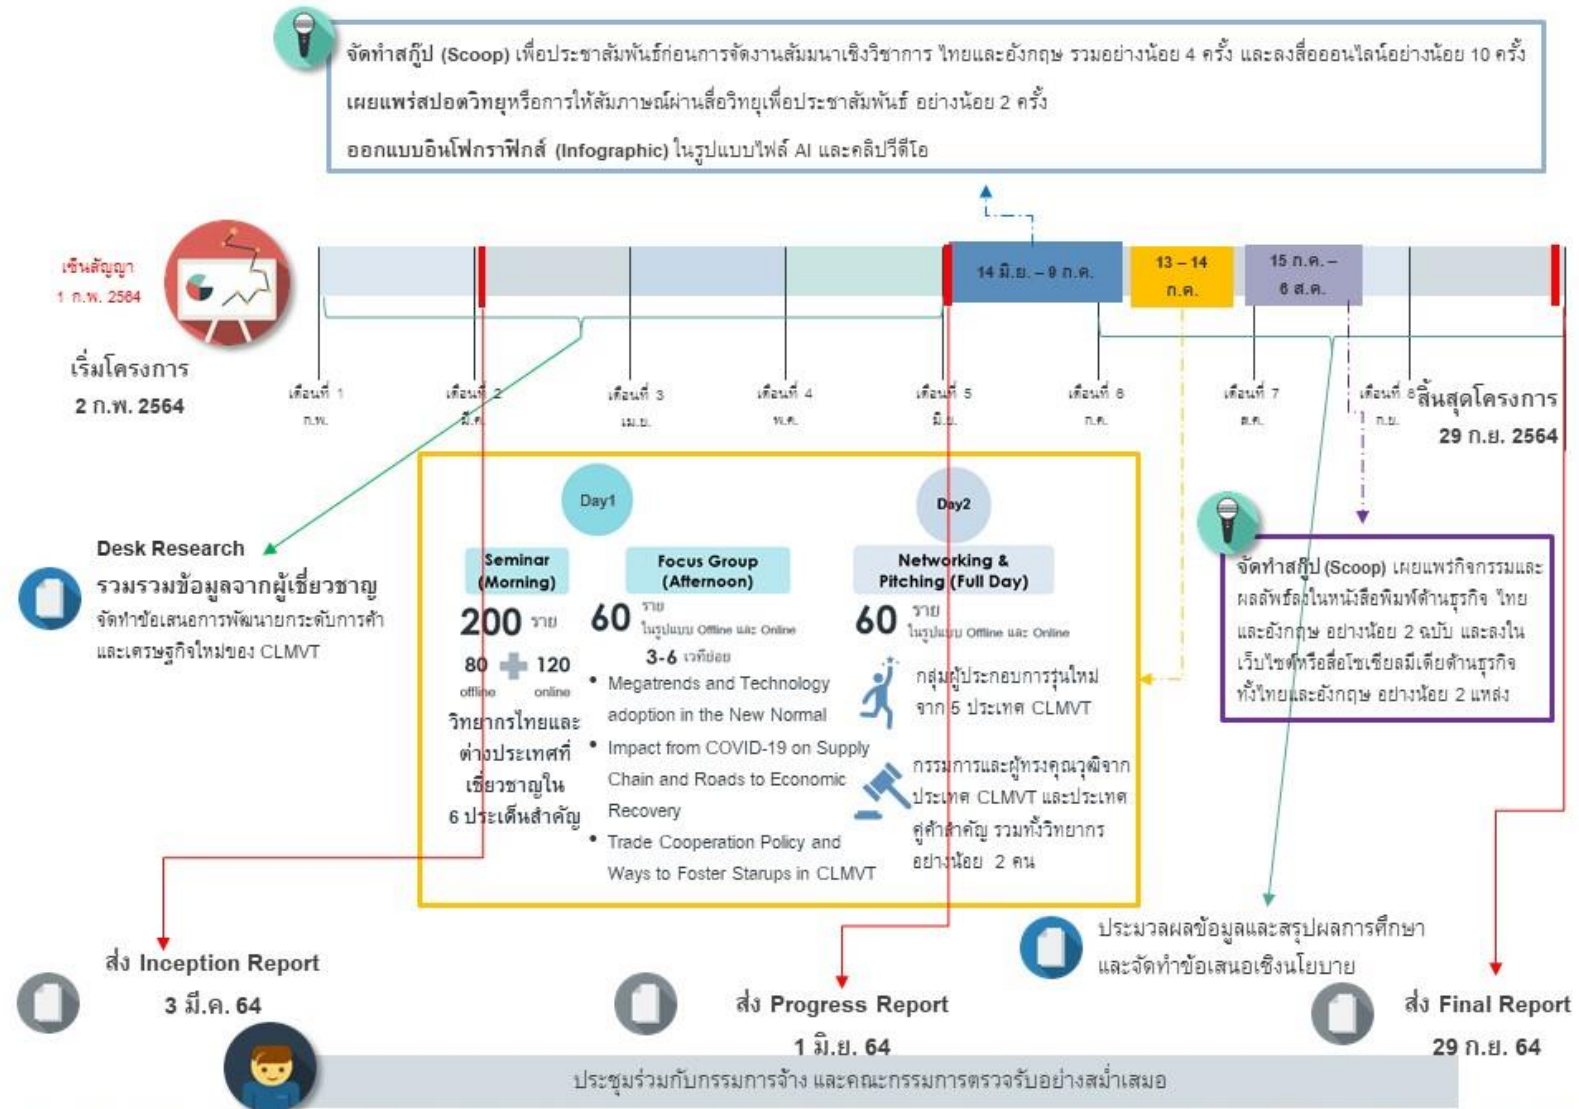 จัดทำสกู๊ป (Scoop) เพื่อประชาสัมพันธ์ก่อนการจัดงานสัมมนาเชิงวิชาการ ไทยและอังกฤษ รวมอย่างน้อย 4 ครั้ง และลงสื่อออนไลน์อย่างน้อย 10 ครั้ง
เผยแพร่สปอตวิทยุหรือการให้สัมภาษณ์ผ่านสื่อวิทยุเพื่อประชาสัมพันธ์ อย่างน้อย 2 ครั้ง
ออกแบบอินโฟกราฟิกส์ (Infographic) ในรูปแบบไฟล์ AI และคลิปวีดีโอ
เซ็นสัญญา
1 ก.พ. 2564
เริ่มโครงการ
2 ก.พ. 2564
14 มิ.ย. – 9 ก.ค.
13 – 14
ก.ค.
15 ก.ค. –
6 ส.ค.
เดือนที่ 1
ก.พ.
เดือนที่ 2
มี.ค.
เดือนที่ 3
เม.ย.
เดือนที่ 4
พ.ค.
เดือนที่ 5
มิ.ย.
เดือนที่ 6
ก.ค.
เดือนที่ 7
ส.ค.
เดือนที่ 8
ก.ย.
สิ้นสุดโครงการ
29 ก.ย. 2564
Desk Research
รวมรวมข้อมูลจากผู้เชี่ยวชาญ
จัดทำข้อเสนอการพัฒนายกระดับการค้า
และเศรษฐกิจใหม่ของ CLMVT
Day1
Seminar
(Morning)
200 ราย
80 + 120
offline online
วิทยากรไทยและ
ต่างประเทศที่
เชี่ยวชาญใน
6 ประเด็นสำคัญ
Focus Group
(Afternoon)
60 ราย
ในรูปแบบ Offline และ Online
3-6 เวทีย่อย
• Megatrends and Technology
adoption in the New Normal
• Impact from COVID-19 on Supply
Chain and Roads to Economic
Recovery
• Trade Cooperation Policy and
Ways to Foster Starups in CLMVT
Day2
Networking &
Pitching (Full Day)
60 ราย
ในรูปแบบ Offline และ Online
กลุ่มผู้ประกอบการรุ่นใหม่
จาก 5 ประเทศ CLMVT
กรรมการและผู้ทรงคุณวุฒิจาก
ประเทศ CLMVT และประเทศ
คู่ค้าสำคัญ รวมทั้งวิทยากร
อย่างน้อย 2 คน
จัดทำสกู๊ป (Scoop) เผยแพร่กิจกรรมและ
ผลลัพธ์ลงในหนังสือพิมพ์ด้านธุรกิจ ไทย
และอังกฤษ อย่างน้อย 2 ฉบับ และลงใน
เว็บไซต์หรือสื่อโซเชียลมีเดียด้านธุรกิจ
ทั้งไทยและอังกฤษ อย่างน้อย 2 แหล่ง
ประมวลผลข้อมูลและสรุปผลการศึกษา
และจัดทำข้อเสนอเชิงนโยบาย
ส่ง Inception Report
3 มี.ค. 64
ส่ง Progress Report
1 มิ.ย. 64
ส่ง Final Report
29 ก.ย. 64
ประชุมร่วมกับกรรมการจ้าง และคณะกรรมการตรวจรับอย่างสม่ำเสมอ